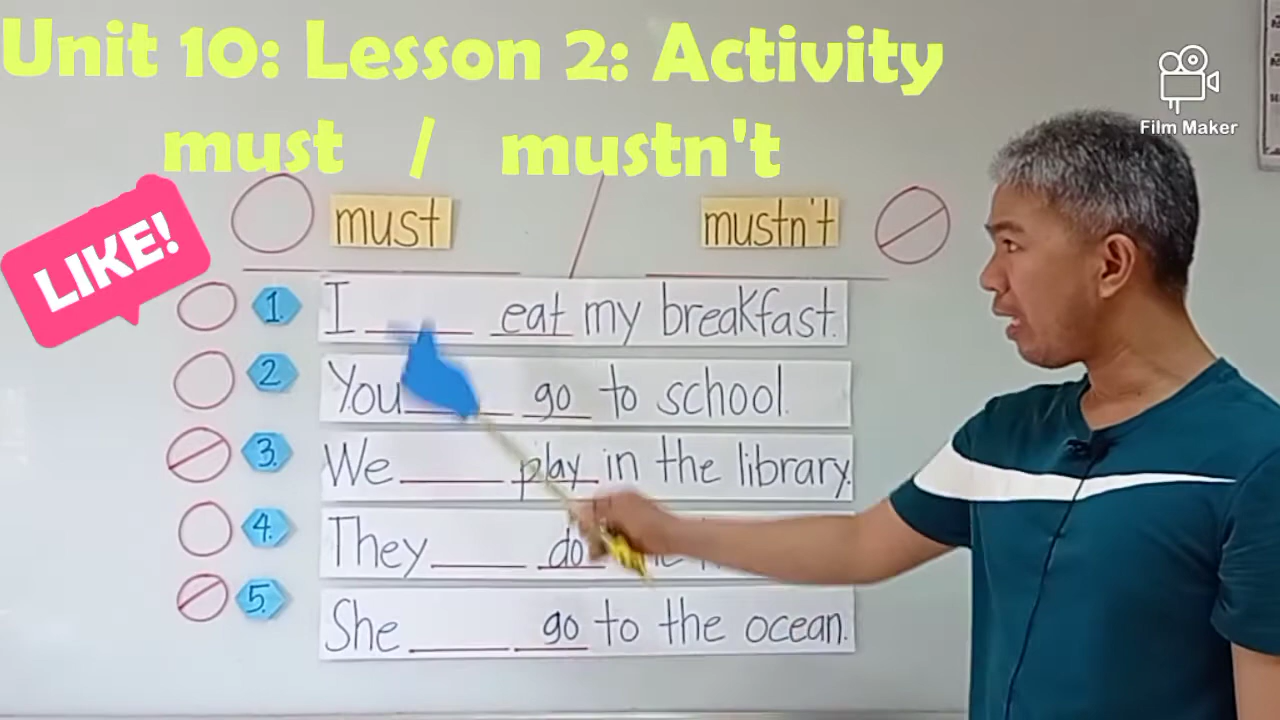 Unit 10: Lesson 2: Activity
must / mustn't
Film Maker
LIKE!
must mustn't
1. I ____ eat my breakfast.
2 You ____ go to school.
3. We ____ play in the library.
4. They ____ do
5. She ____ go to the ocean.